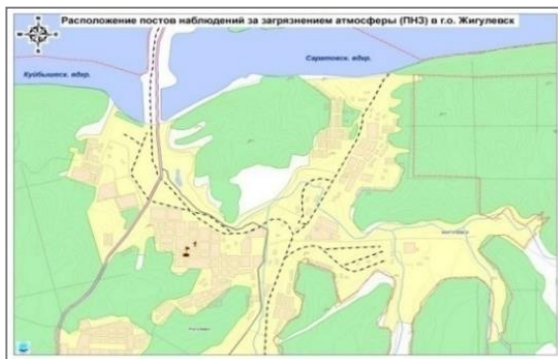 Расположение постов наблюдений за загрязнением атмосферы (ПНЗ) в г.о. Жигулевск
Саратовск. вдхр.
Куйбышевск. вдхр.